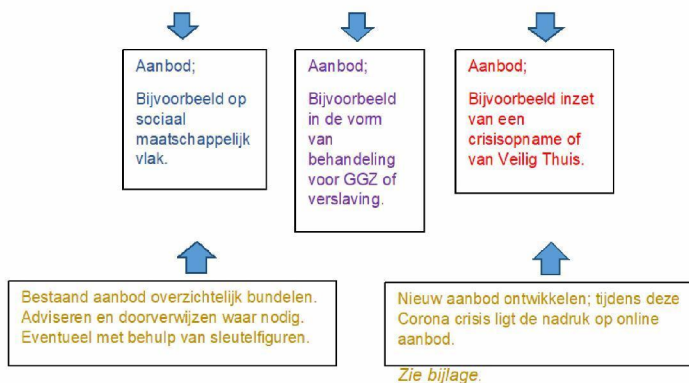 Aanbod;
Bijvoorbeeld op
sociaal
maatschappelijk
vlak.
Aanbod;
Bijvoorbeeld
in de vorm
van
behandeling
voor GGZ of
verslaving.
Aanbod;
Bijvoorbeeld inzet
van een
crisisopname of
van Veilig Thuis.
Bestaand aanbod overzichtelijk bundelen.
Adviseren en doorverwijzen waar nodig.
Eventueel met behulp van sleutelfiguren.
Nieuw aanbod ontwikkelen; tijdens deze
Corona crisis ligt de nadruk op online
aanbod.
Zie bijlage.